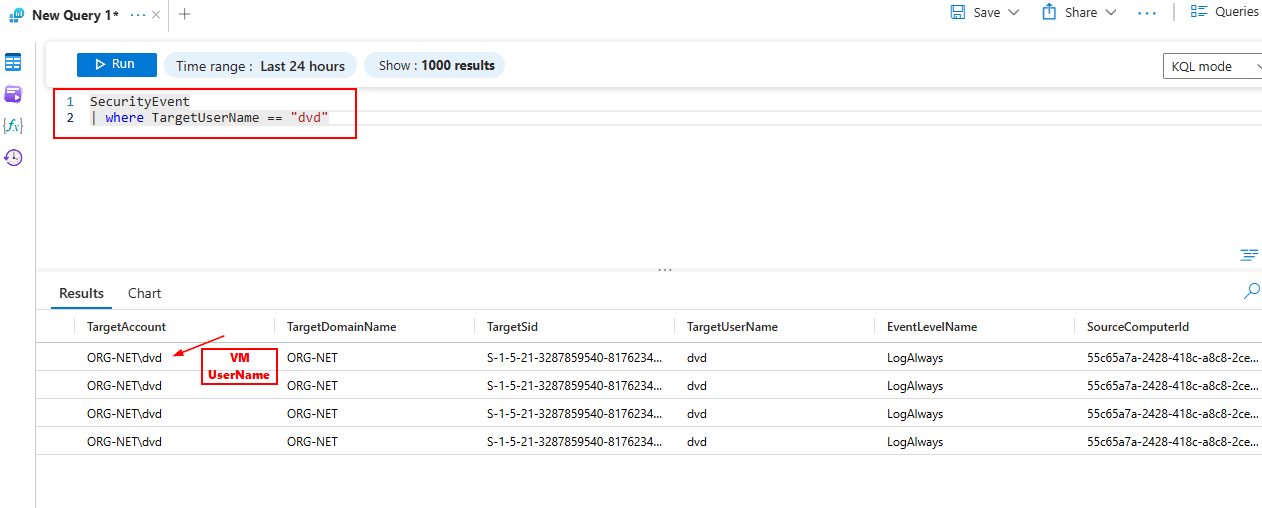 New Query 1* ··· × +
Save Share ··· Queries
Run Time range : Last 24 hours Show : 1000 results KQL mode
1 SecurityEvent
2 | where TargetUserName == "dvd"
{fx}
...
Results Chart
TargetAccount TargetDomainName TargetSid TargetUserName EventLevelName SourceComputerId
ORG-NET\dvd ORG-NET S-1-5-21-3287859540-8176234... dvd LogAlways 55c65a7a-2428-418c-a8c8-2ce...
VM
UserName
ORG-NET\dvd ORG-NET S-1-5-21-3287859540-8176234... dvd LogAlways 55c65a7a-2428-418c-a8c8-2ce...
ORG-NET\dvd ORG-NET S-1-5-21-3287859540-8176234... dvd LogAlways 55c65a7a-2428-418c-a8c8-2ce...
ORG-NET\dvd ORG-NET S-1-5-21-3287859540-8176234... dvd LogAlways 55c65a7a-2428-418c-a8c8-2ce...